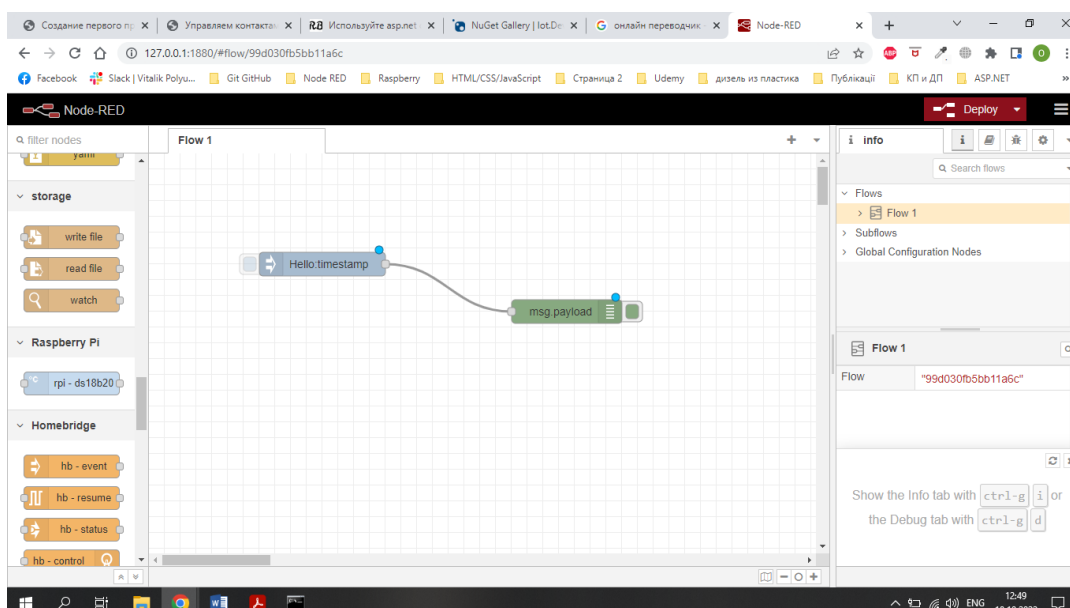 Создание первого пр
Управляем контакта
R.B Используйте asp.net
NuGet Gallery | Iot.De
онлайн переводчик
Node-RED
127.0.0.1:1880/#flow/99d030fb5bb11a6c
ABP
O
Facebook
Slack | Vitalik Polyu...
Git GitHub
Node RED
Raspberry
HTML/CSS/JavaScript
Страница 2
Udemy
дизель из пластика
Публікації
КП и ДП
ASP.NET
»
Node-RED
Deploy
filter nodes
Flow 1
info
yaml
Search flows
storage
Flows
Flow 1
write file
Subflows
Hello:timestamp
Global Configuration Nodes
read file
watch
msg.payload
Raspberry Pi
Flow 1
°C rpi - ds18b20
Flow "99d030fb5bb11a6c"
Homebridge
hb - event
hb - resume
Show the Info tab with ctrl-g i or
the Debug tab with ctrl-g d
hb - status
hb - control
ENG
12:49